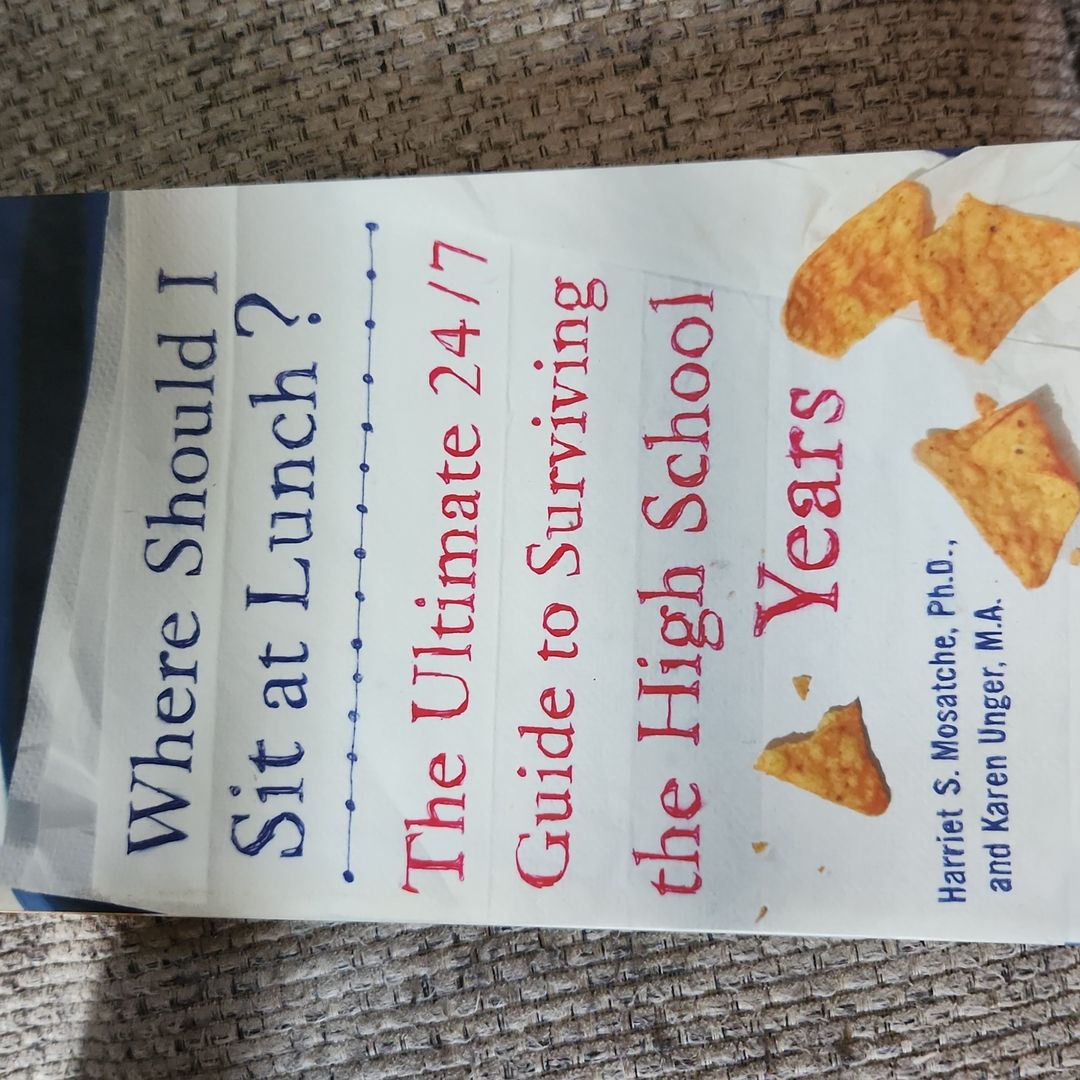 Where Should I
Sit at Lunch?
The Ultimate 24/7
Guide to Surviving
the High School
Years
Harriet S. Mosatche, Ph.D.,
and Karen Unger, M.A.